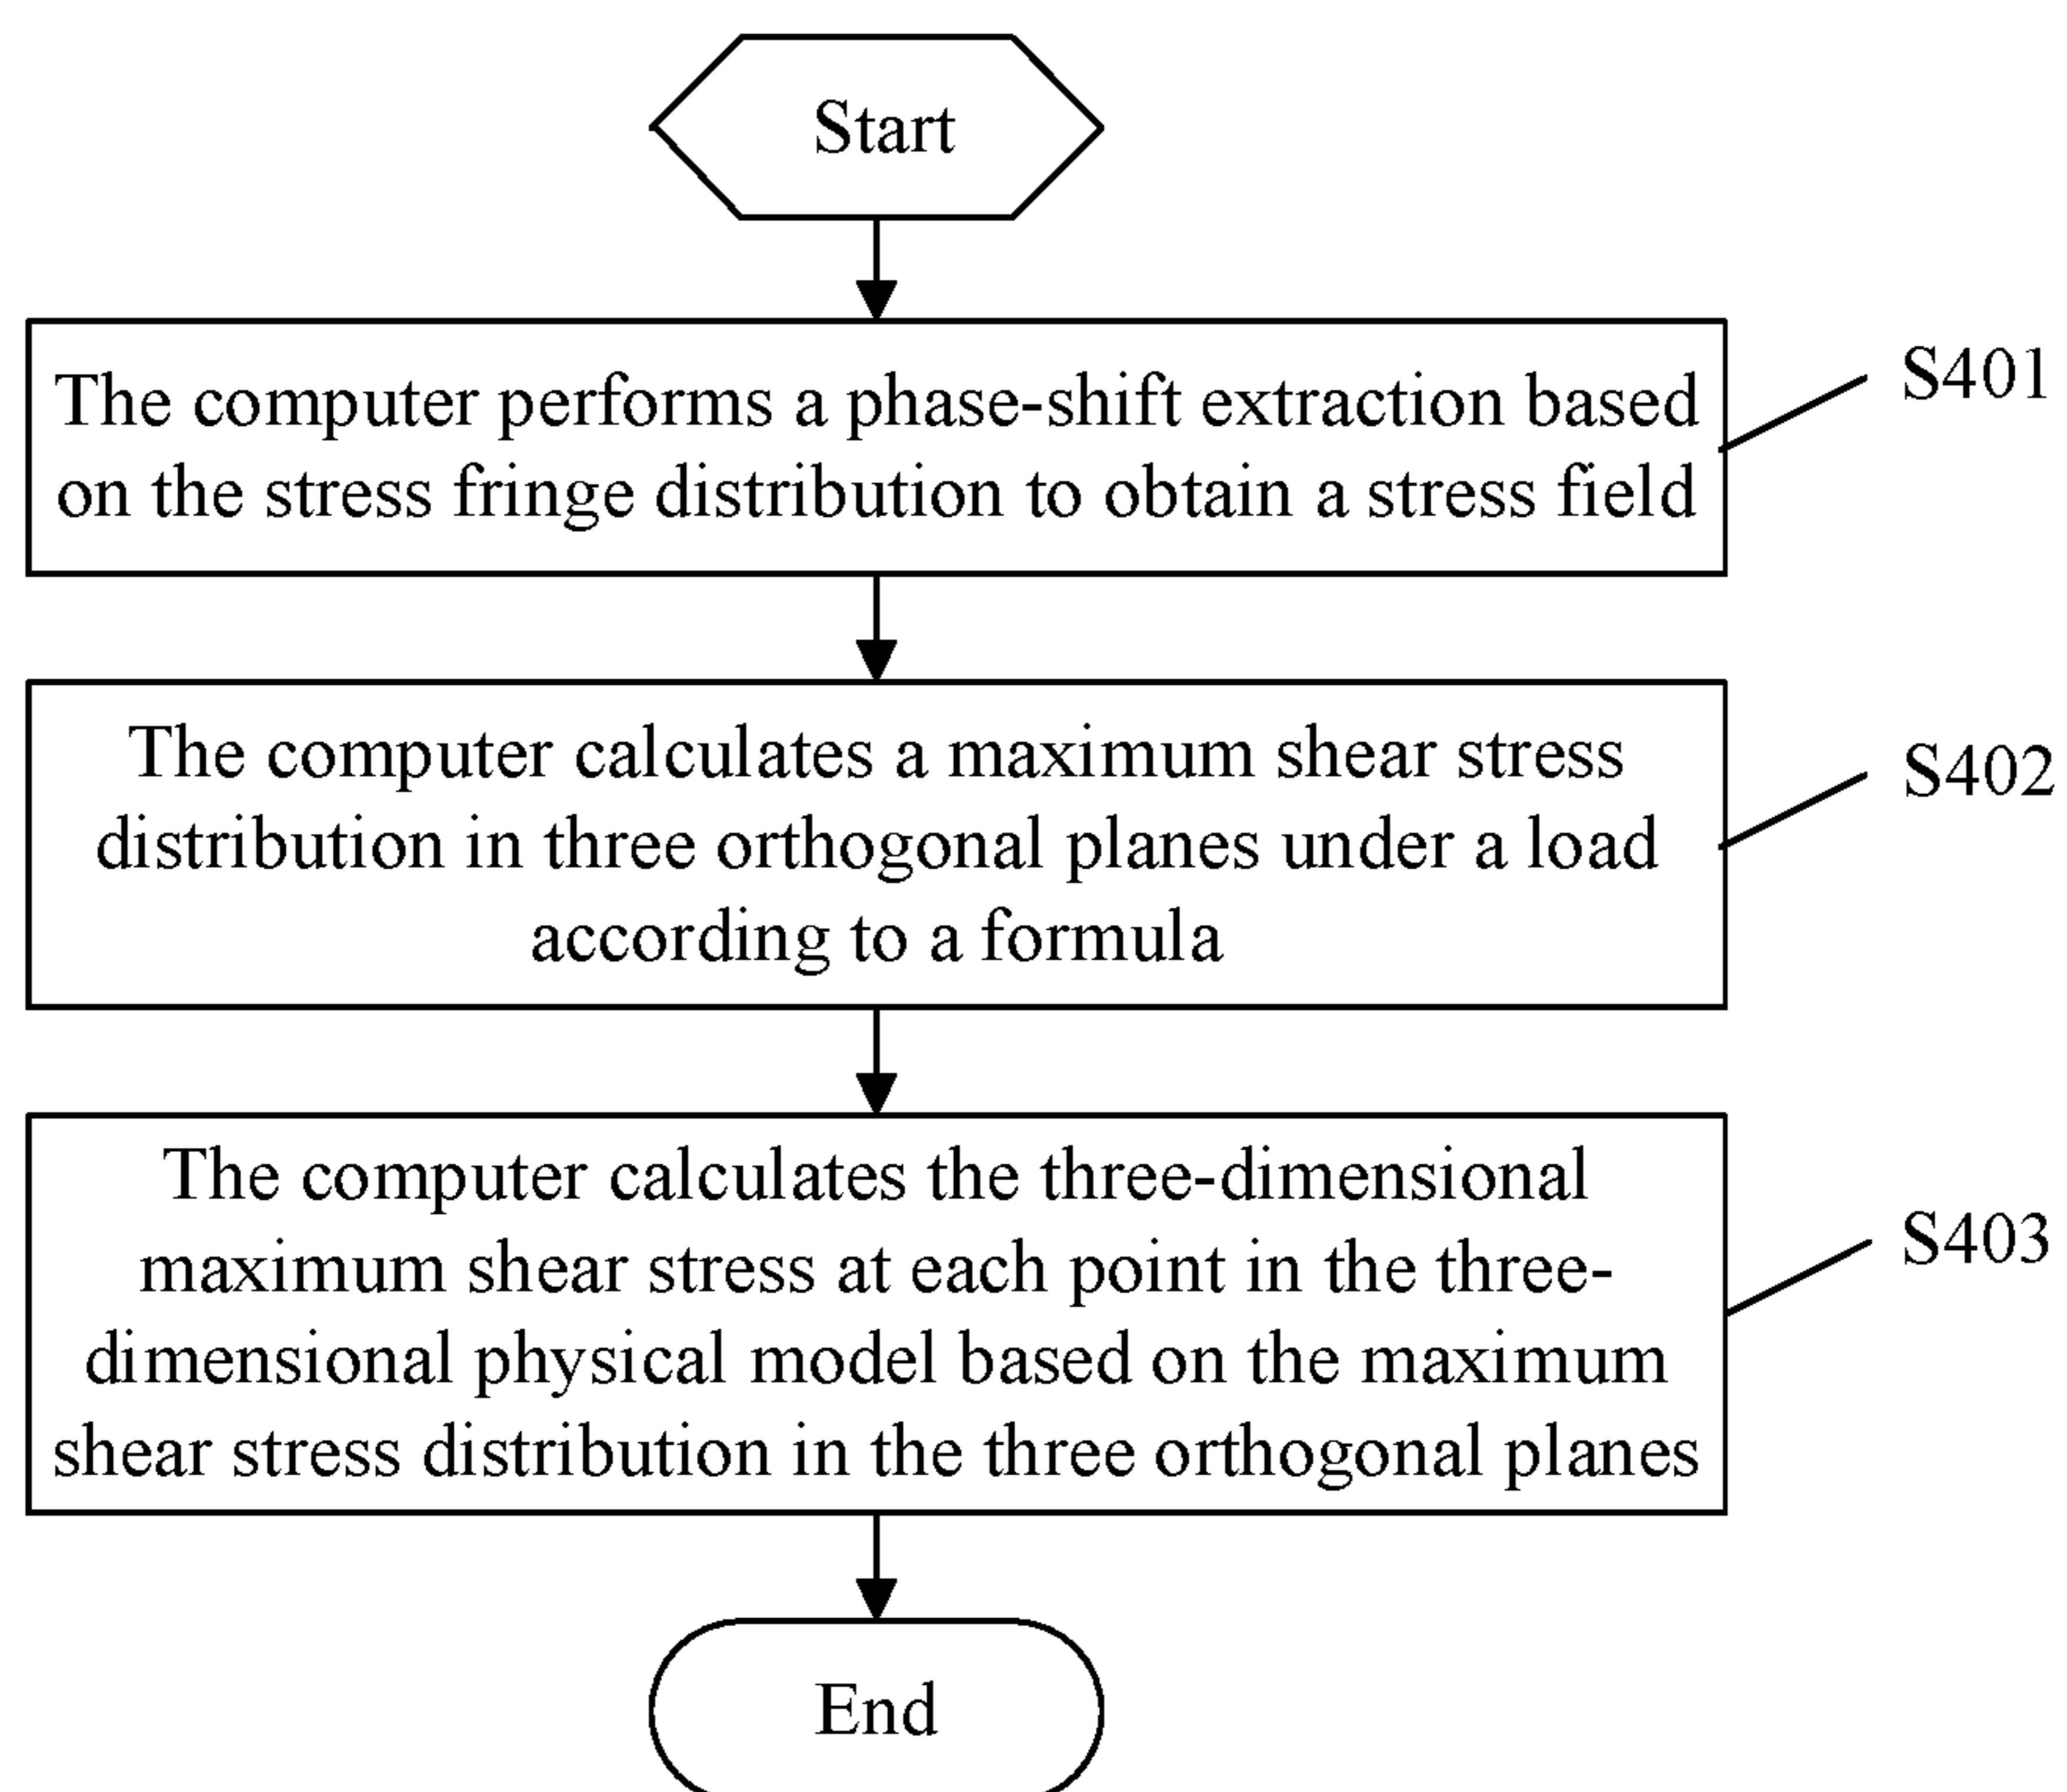 Start
The computer performs a phase-shift extraction based
on the stress fringe distribution to obtain a stress field
S401
The computer calculates a maximum shear stress
distribution in three orthogonal planes under a load
according to a formula
S402
The computer calculates the three-dimensional
maximum shear stress at each point in the three-
dimensional physical model based on the maximum
shear stress distribution in the three orthogonal planes
S403
End